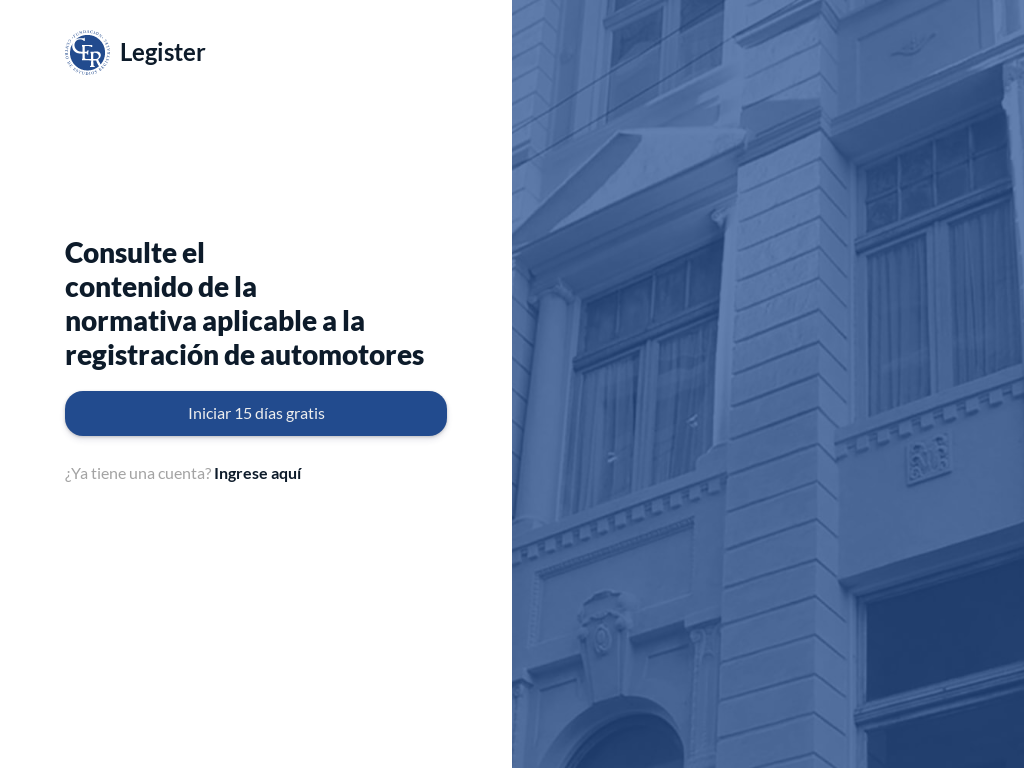 CER
Legister
Consulte el
contenido de la
normativa aplicable a la
registración de automotores
Iniciar 15 días gratis
¿Ya tiene una cuenta? Ingrese aquí